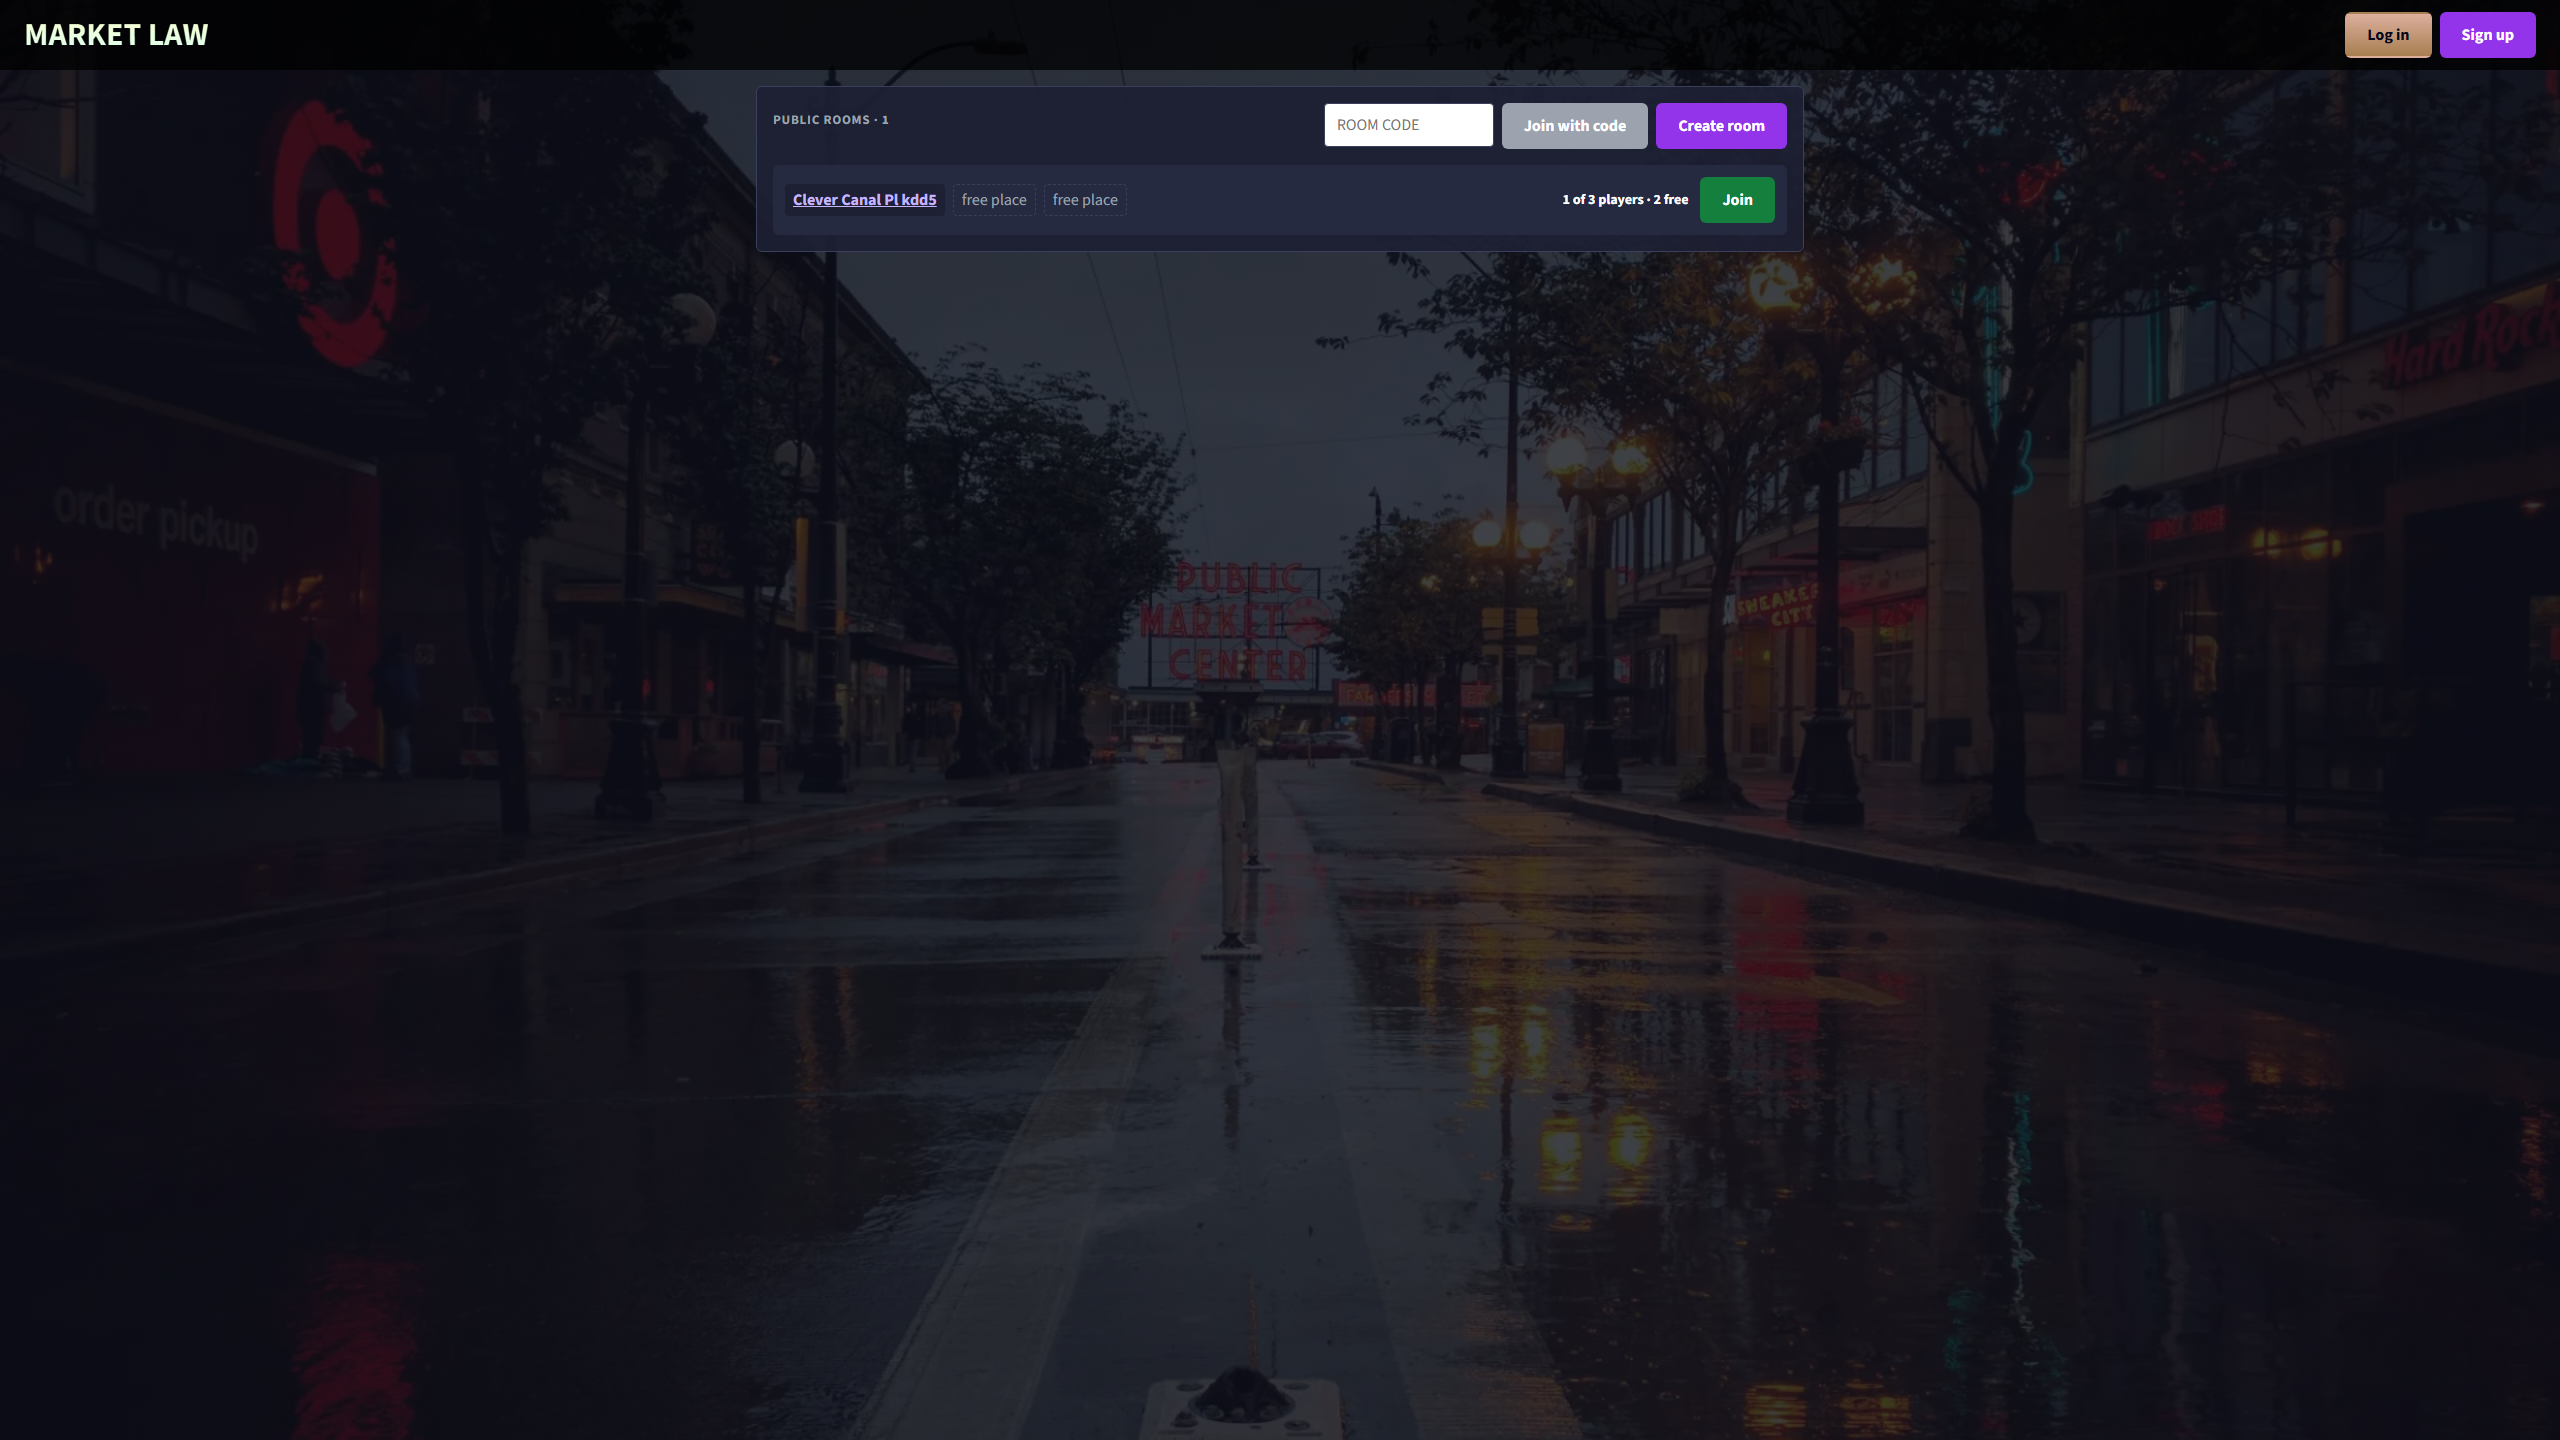 MARKET LAW
Log in
Sign up
PUBLIC ROOMS · 1
ROOM CODE
Join with code
Create room
Clever Canal Pl kdd5
free place
free place
1 of 3 players · 2 free
Join
Hard Rock
order pickup
PUBLIC
MARKET
CENTER
SNEAKER
CITY